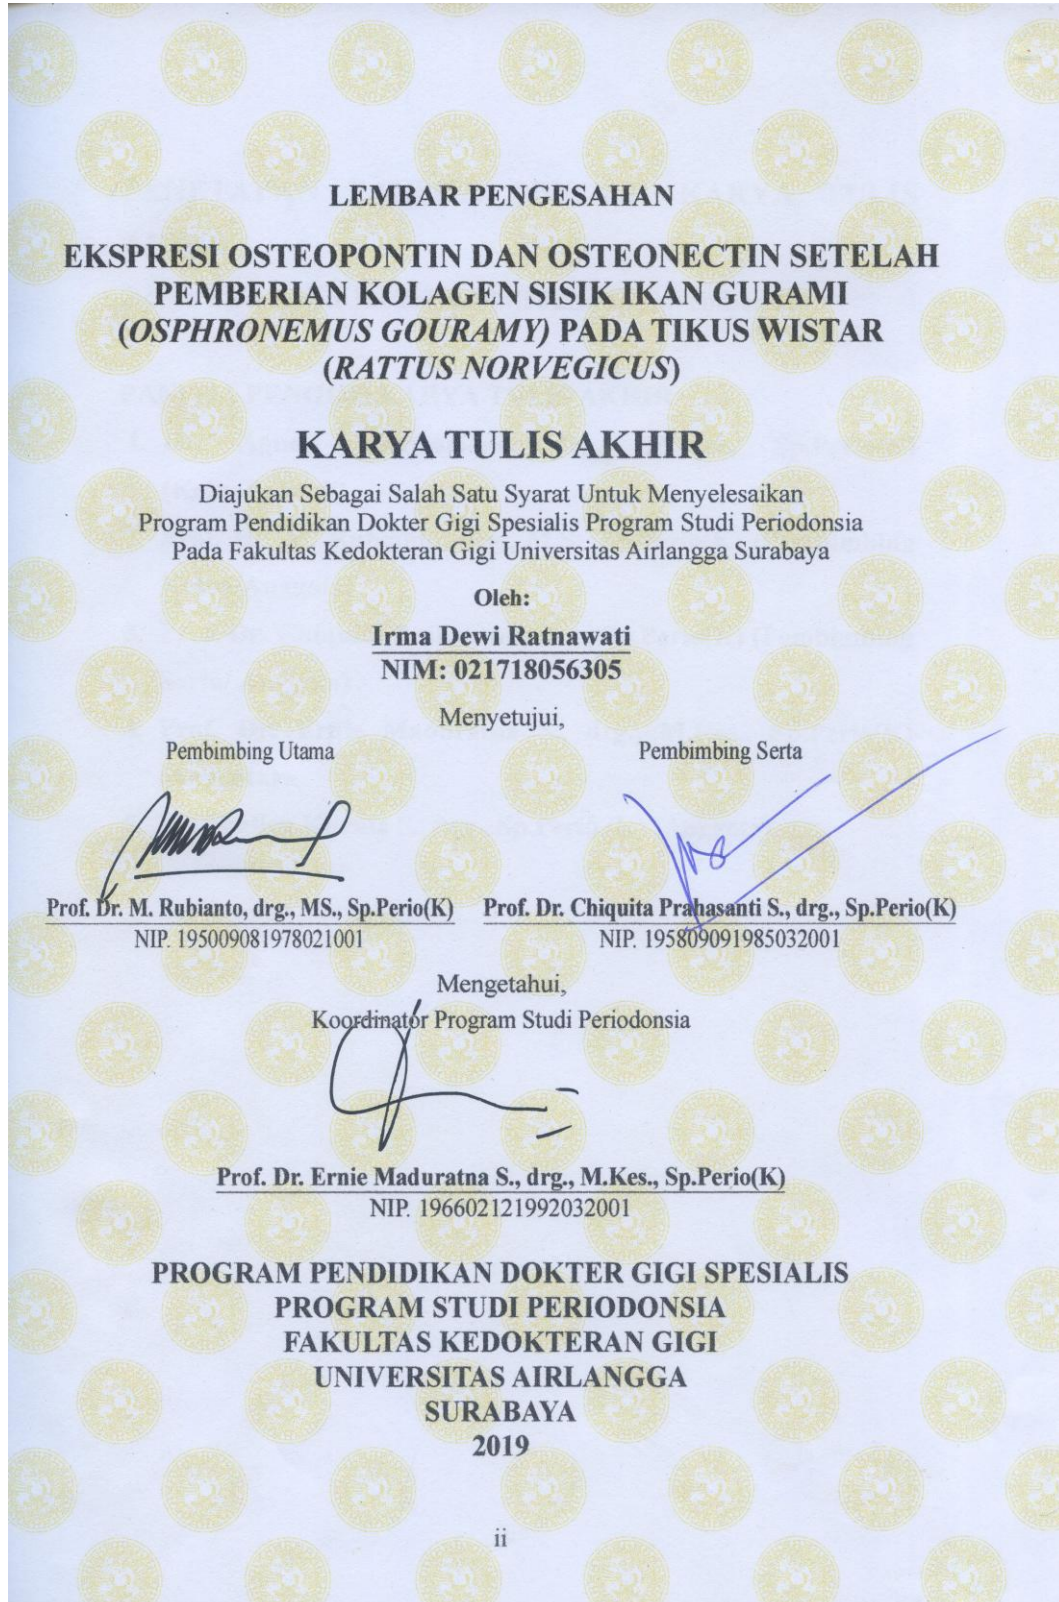 LEMBAR PENGESAHAN
EKSPRESI OSTEOPONTIN DAN OSTEONECTIN SETELAH
PEMBERIAN KOLAGEN SISIK IKAN GURAMI
(OSPHRONEMUS GOURAMY) PADA TIKUS WISTAR
(RATTUS NORVEGICUS)
KARYA TULIS AKHIR
Diajukan Sebagai Salah Satu Syarat Untuk Menyelesaikan
Program Pendidikan Dokter Gigi Spesialis Program Studi Periodonsia
Pada Fakultas Kedokteran Gigi Universitas Airlangga Surabaya
Oleh:
Irma Dewi Ratnawati
NIM: 021718056305
Menyetujui,
Pembimbing Utama
Pembimbing Serta
Prof. Dr. M. Rubianto, drg., MS., Sp.Perio(K)
NIP. 195009081978021001
Prof. Dr. Chiquita Prahasanti S., drg., Sp.Perio(K)
NIP. 195809091985032001
Mengetahui,
Koordinator Program Studi Periodonsia
Prof. Dr. Ernie Maduratna S., drg., M.Kes., Sp.Perio(K)
NIP. 196602121992032001
PROGRAM PENDIDIKAN DOKTER GIGI SPESIALIS
PROGRAM STUDI PERIODONSIA
FAKULTAS KEDOKTERAN GIGI
UNIVERSITAS AIRLANGGA
SURABAYA
2019
ii